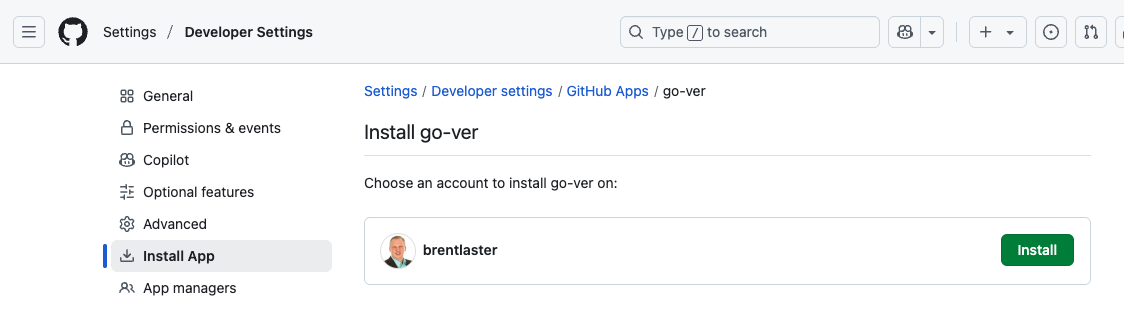 Settings / Developer Settings
Type / to search
General
Permissions & events
Copilot
Optional features
Advanced
Install App
App managers
Settings / Developer settings / GitHub Apps / go-ver
Install go-ver
Choose an account to install go-ver on:
brentlaster
Install